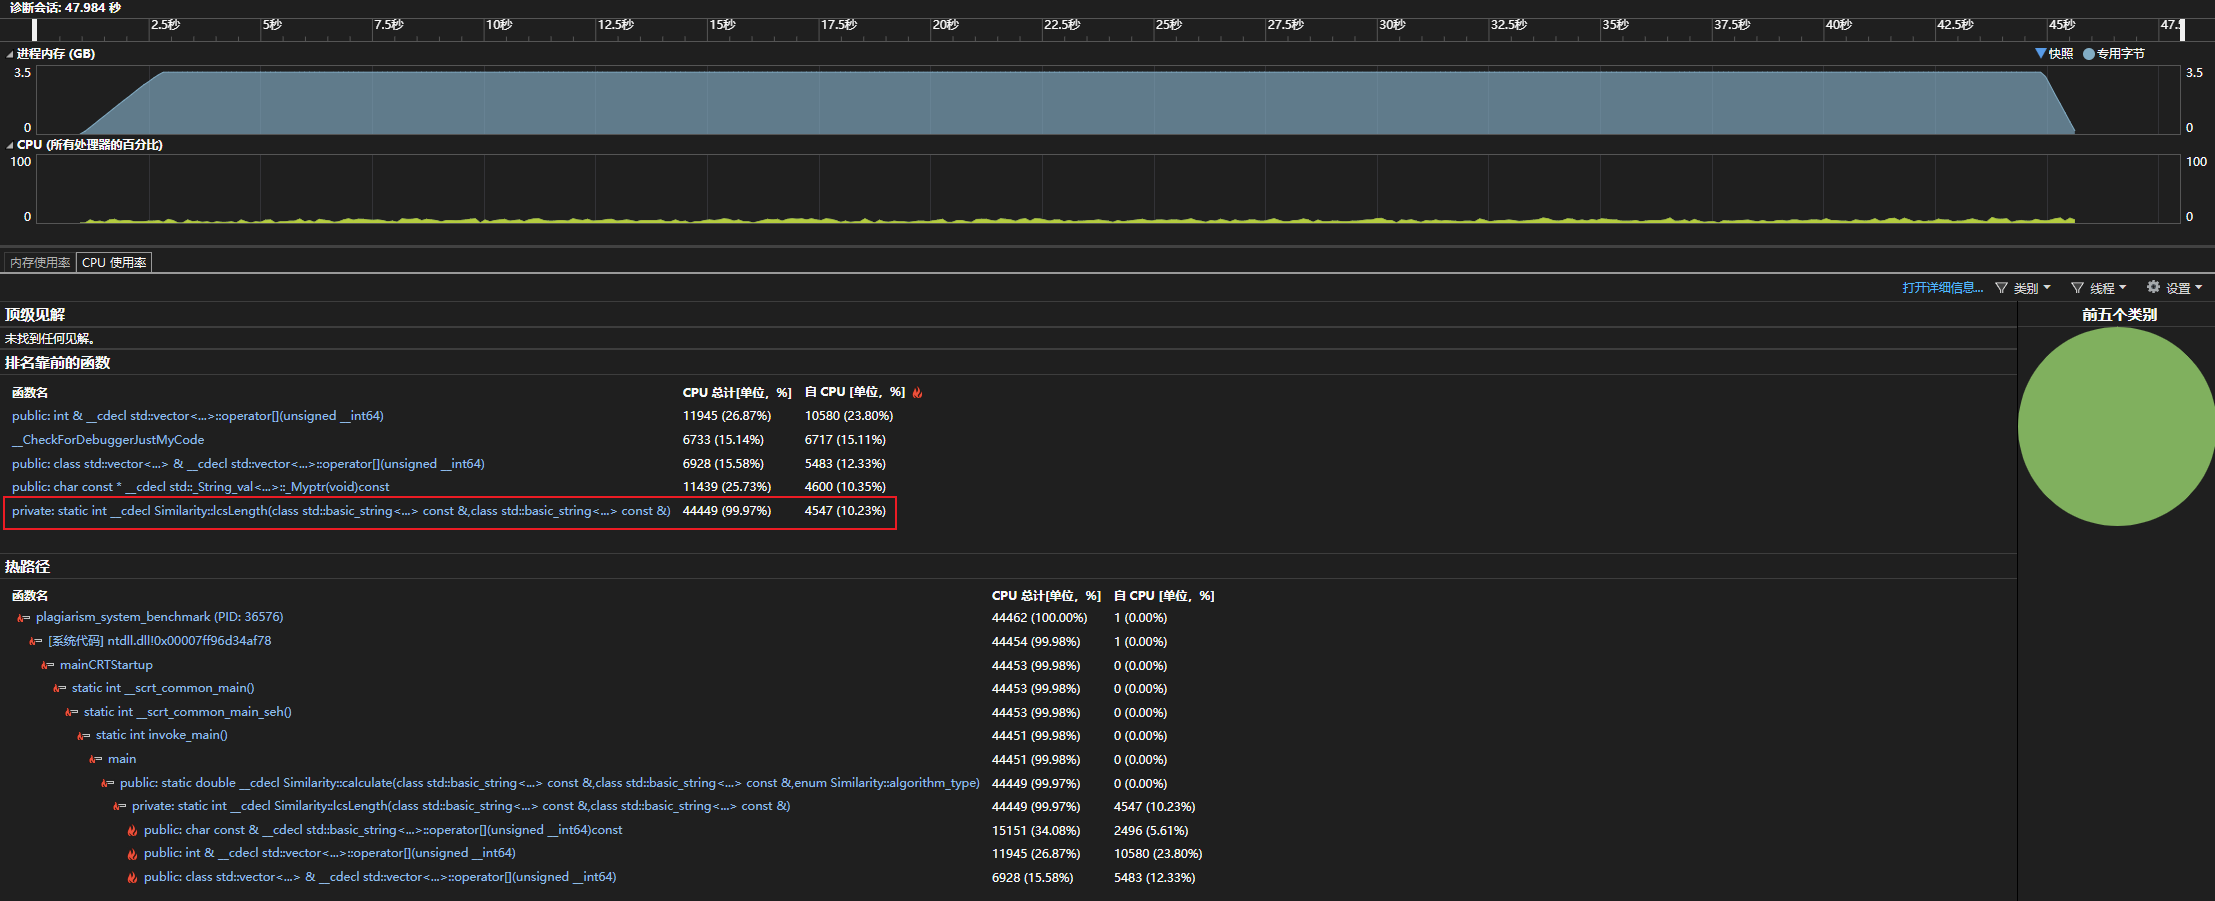 诊断会话: 47.984 秒
2.5秒 5秒 7.5秒 10秒 12.5秒 15秒 17.5秒 20秒 22.5秒 25秒 27.5秒 30秒 32.5秒 35秒 37.5秒 40秒 42.5秒 45秒 47.5
进程内存 (GB) 快照 专用字节
3.5 3.5
0 0
CPU (所有处理器的百分比)
100 100
0 0
内存使用率 CPU 使用率
打开详细信息... 类别 线程 设置
顶级见解 前五个类别
未找到任何见解。
排名靠前的函数
函数名 CPU 总计[单位, %] 自 CPU [单位, %]
public: int & __cdecl std::vector<...>::operator[](unsigned __int64) 11945 (26.87%) 10580 (23.80%)
__CheckForDebuggerJustMyCode 6733 (15.14%) 6717 (15.11%)
public: class std::vector<...> & __cdecl std::vector<...>::operator[](unsigned __int64) 6928 (15.58%) 5483 (12.33%)
public: char const * __cdecl std::_String_val<...>::_Myptr(void)const 11439 (25.73%) 4600 (10.35%)
private: static int __cdecl Similarity::lcsLength(class std::basic_string<...> const &,class std::basic_string<...> const &) 44449 (99.97%) 4547 (10.23%)
热路径
函数名 CPU 总计[单位, %] 自 CPU [单位, %]
plagiarism_system_benchmark (PID: 36576) 44462 (100.00%) 1 (0.00%)
[系统代码] ntdll.dll!0x00007ff96d34af78 44454 (99.98%) 1 (0.00%)
mainCRTStartup 44453 (99.98%) 0 (0.00%)
static int __scrt_common_main() 44453 (99.98%) 0 (0.00%)
static int __scrt_common_main_seh() 44453 (99.98%) 0 (0.00%)
static int invoke_main() 44451 (99.98%) 0 (0.00%)
main 44451 (99.98%) 0 (0.00%)
public: static double __cdecl Similarity::calculate(class std::basic_string<...> const &,class std::basic_string<...> const &,enum Similarity::algorithm_type) 44449 (99.97%) 0 (0.00%)
private: static int __cdecl Similarity::lcsLength(class std::basic_string<...> const &,class std::basic_string<...> const &) 44449 (99.97%) 4547 (10.23%)
public: char const & __cdecl std::basic_string<...>::operator[](unsigned __int64)const 15151 (34.08%) 2496 (5.61%)
public: int & __cdecl std::vector<...>::operator[](unsigned __int64) 11945 (26.87%) 10580 (23.80%)
public: class std::vector<...> & __cdecl std::vector<...>::operator[](unsigned __int64) 6928 (15.58%) 5483 (12.33%)